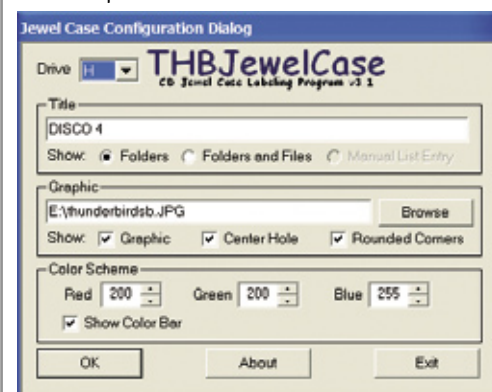 Jewel Case Configuration Dialog
Drive H THBJewelCase
CD Jewel Case Labeling Program v3 1
Title
DISCO 4
Show: Folders Folders and Files Manual List Entry
Graphic
E:\thunderbirdsb.JPG Browse
Show: Graphic Center Hole Rounded Corners
Color Scheme
Red 200 Green 200 Blue 255
Show Color Bar
OK About Exit